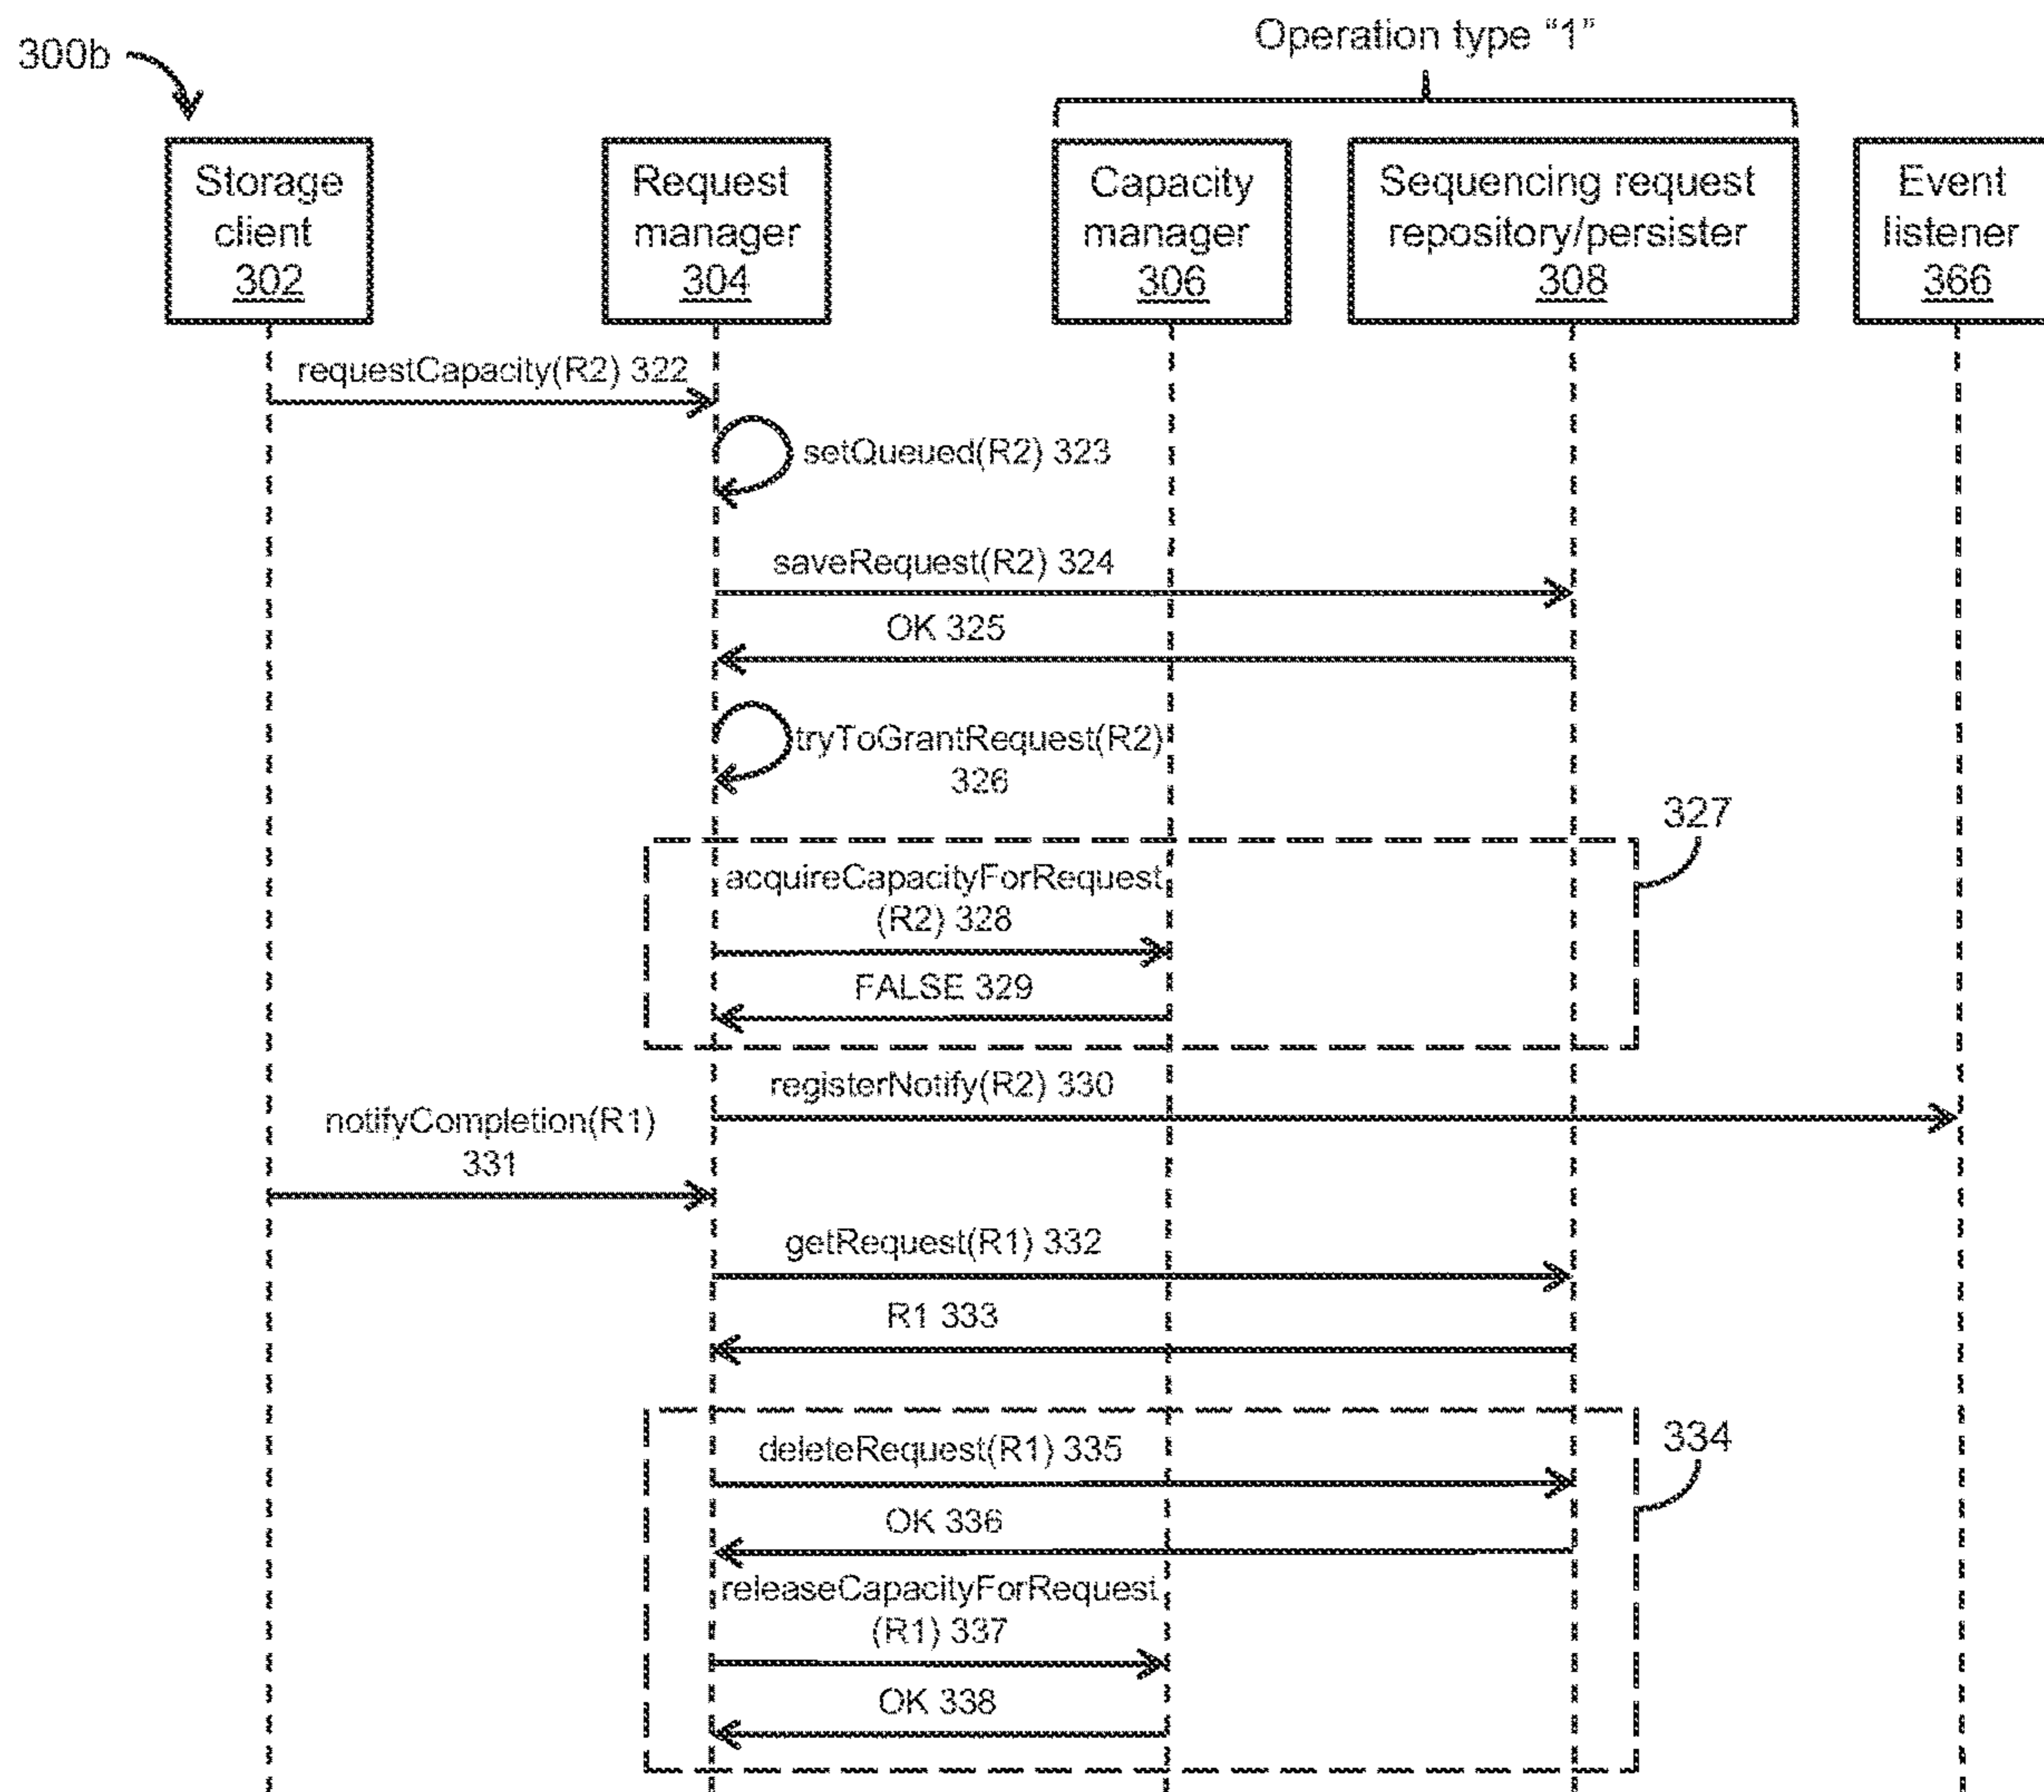 Operation type “1”
300b
Storage
client
302
Request
manager
304
Capacity
manager
306
Sequencing request
repository/persister
308
Event
listener
366
requestCapacity(R2) 322
setQueued(R2) 323
saveRequest(R2) 324
OK 325
tryToGrantRequest(R2)
326
327
acquireCapacityForRequest
(R2) 328
FALSE 329
registerNotify(R2) 330
notifyCompletion(R1)
331
getRequest(R1) 332
R1 333
334
deleteRequest(R1) 335
OK 336
releaseCapacityForRequest
(R1) 337
OK 338